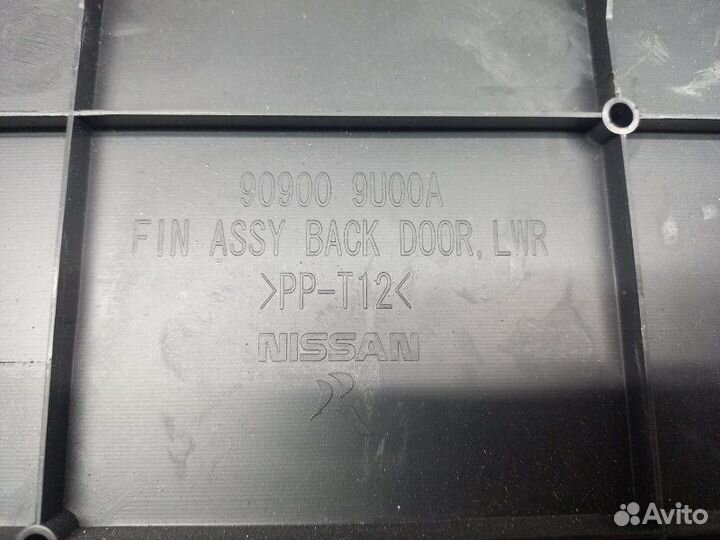 90900 9U00A
FIN ASSY BACK DOOR, LWR
>PP-T12<
NISSAN
Avito